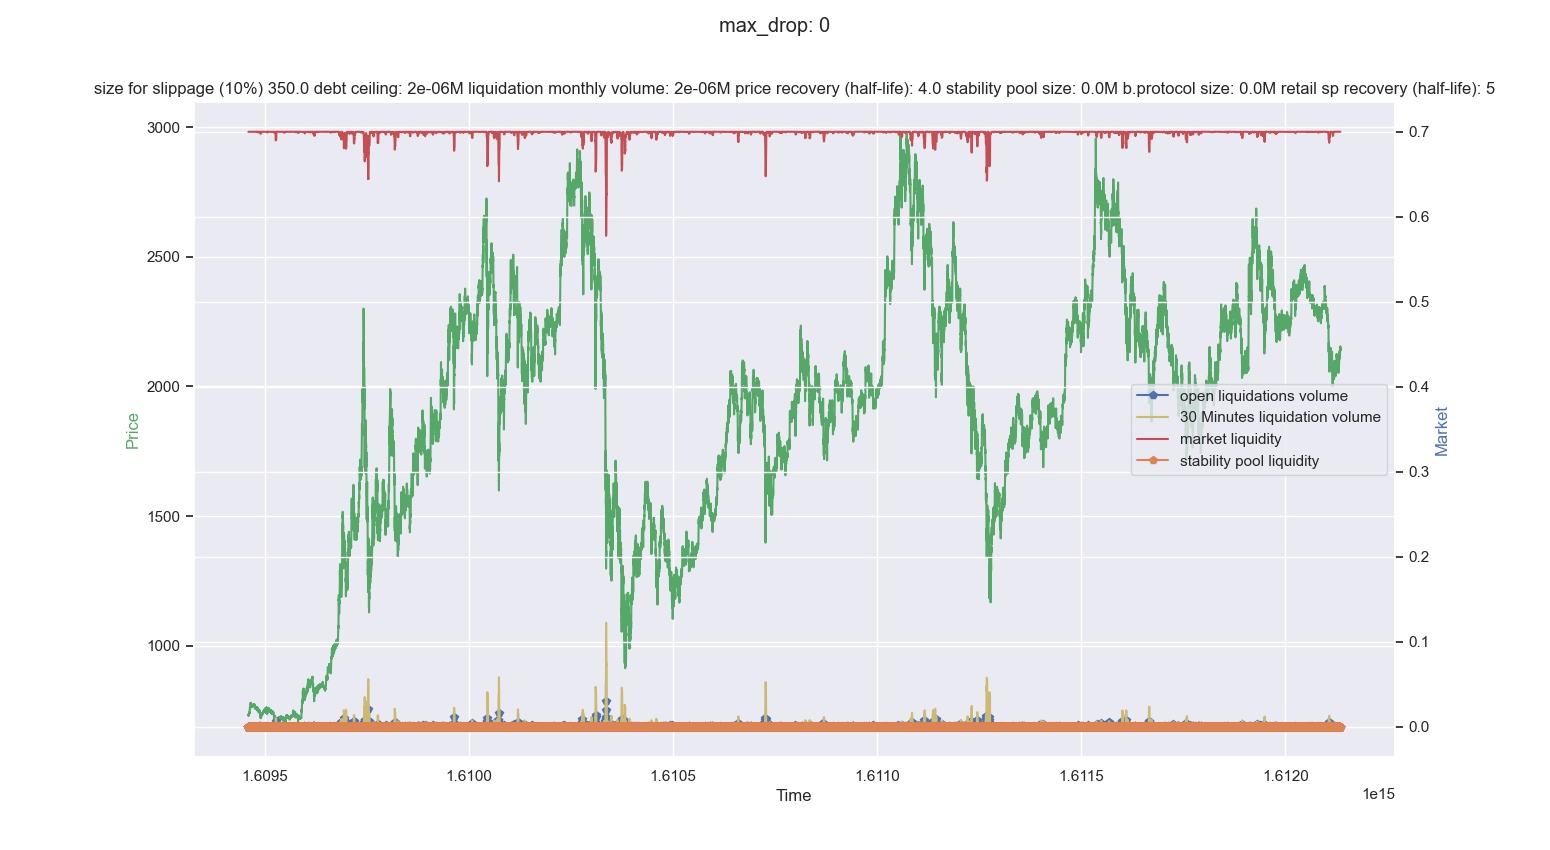 max_drop: 0
size for slippage (10%) 350.0 debt ceiling: 2e-06M liquidation monthly volume: 2e-06M price recovery (half-life): 4.0 stability pool size: 0.0M b.protocol size: 0.0M retail sp recovery (half-life): 5
3000
2500
2000
1500
1000
Price
0.7
0.6
0.5
0.4
0.3
0.2
0.1
0.0
Market
open liquidations volume
30 Minutes liquidation volume
market liquidity
stability pool liquidity
1.6095 1.6100 1.6105 1.6110 1.6115 1.6120
Time
1e15